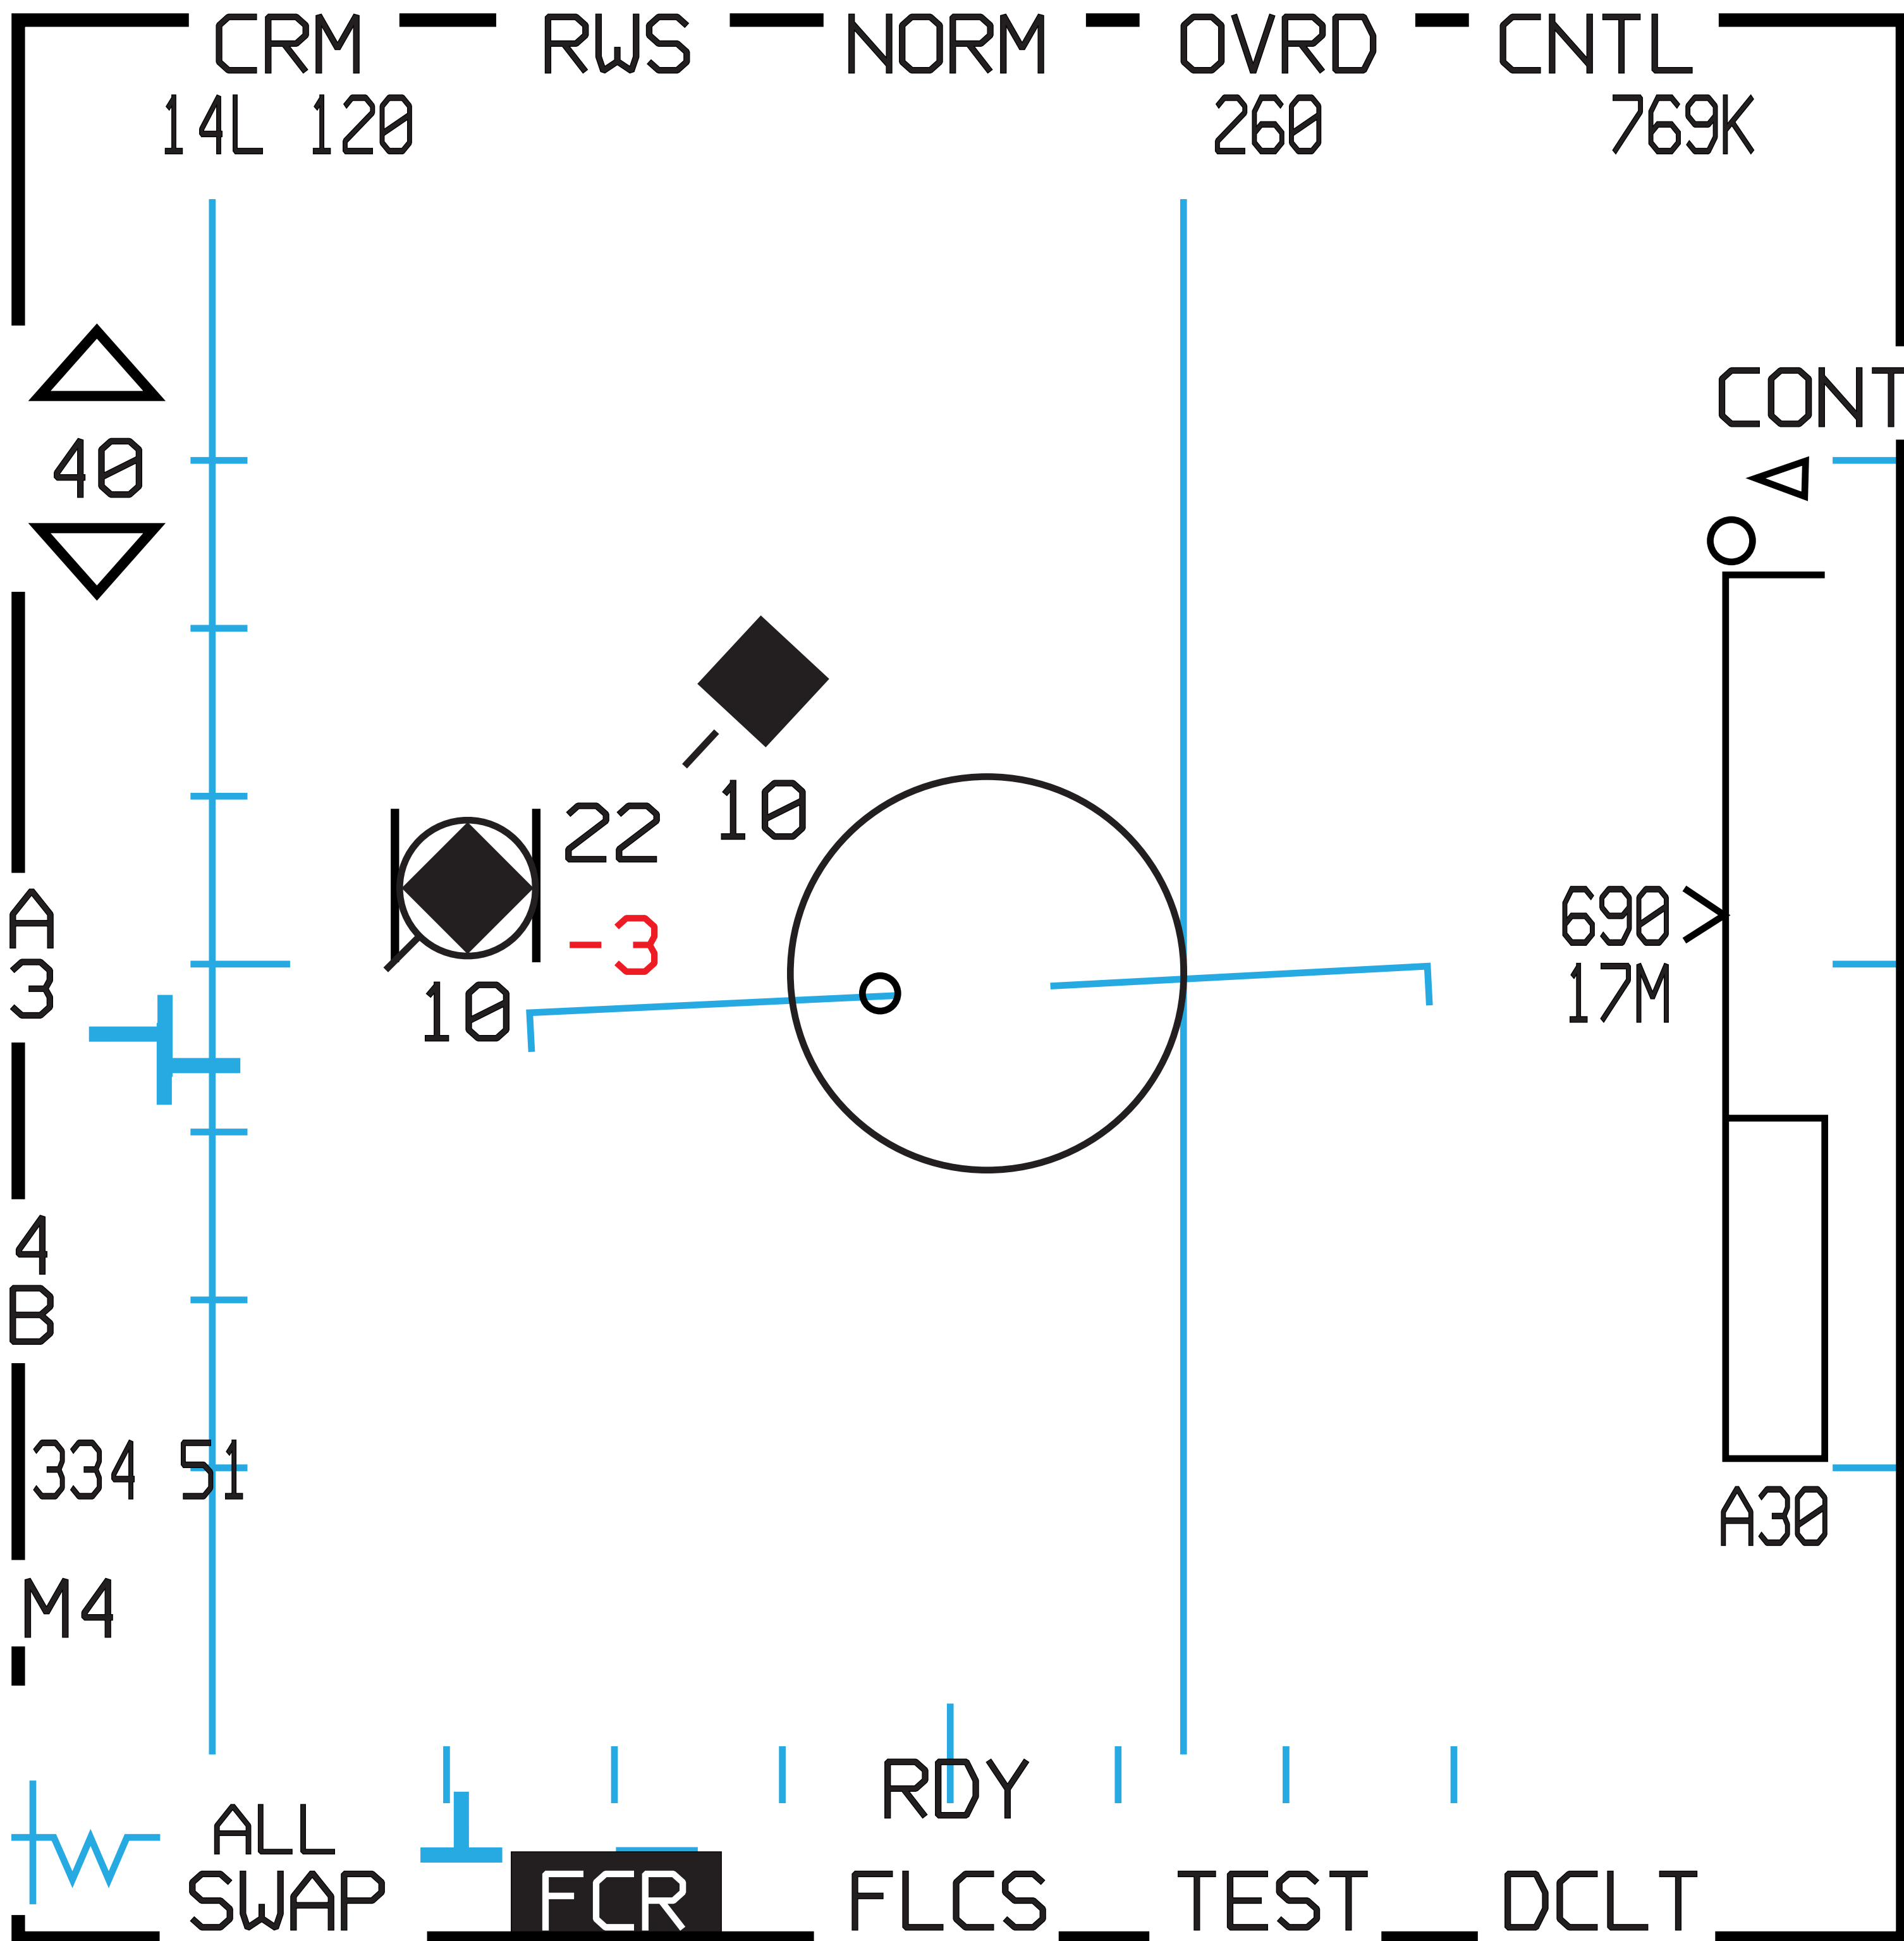 CRM RWS NORM OVRD CNTL
14L 120 260 769K
CONT
40
10
22
-3
10
A
3
690
17M
4
B
334 51
A30
M4
RDY
ALL
SWAP FCR FLCS TEST DCLT